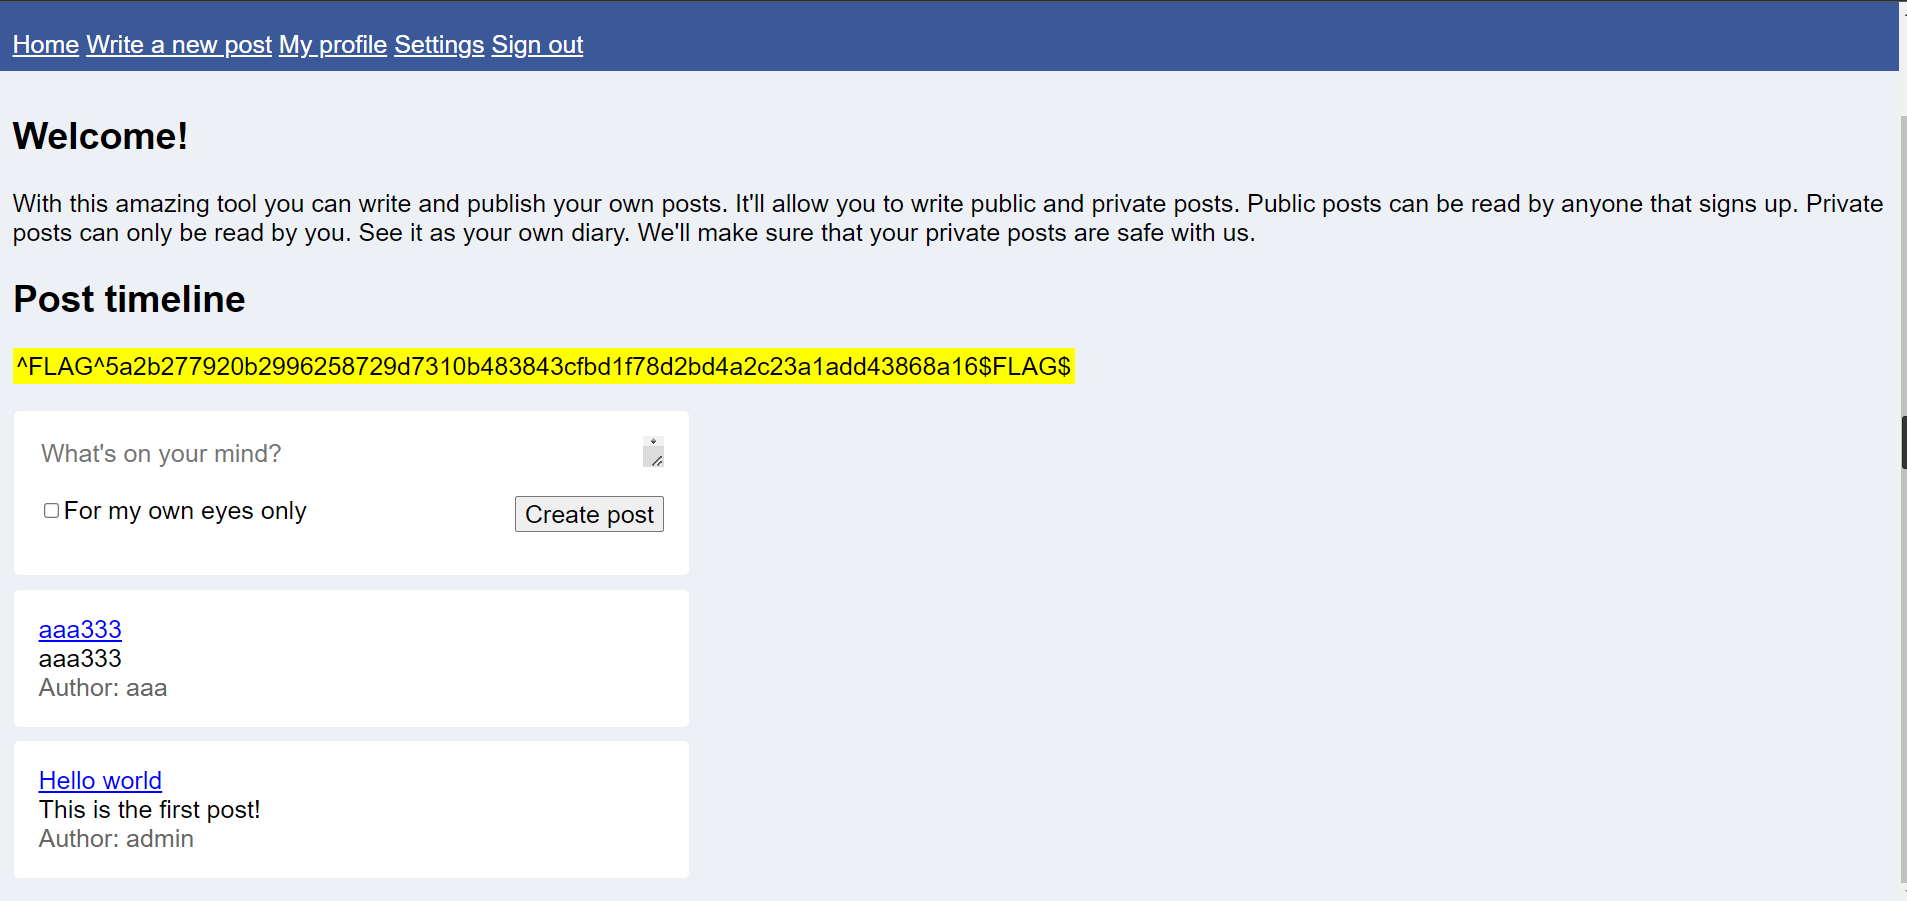 Home Write a new post My profile Settings Sign out
Welcome!
With this amazing tool you can write and publish your own posts. It'll allow you to write public and private posts. Public posts can be read by anyone that signs up. Private
posts can only be read by you. See it as your own diary. We'll make sure that your private posts are safe with us.
Post timeline
^FLAG^5a2b277920b2996258729d7310b483843cfbd1f78d2bd4a2c23a1add43868a16$FLAG$
What's on your mind?
For my own eyes only
Create post
aaa333
aaa333
Author: aaa
Hello world
This is the first post!
Author: admin